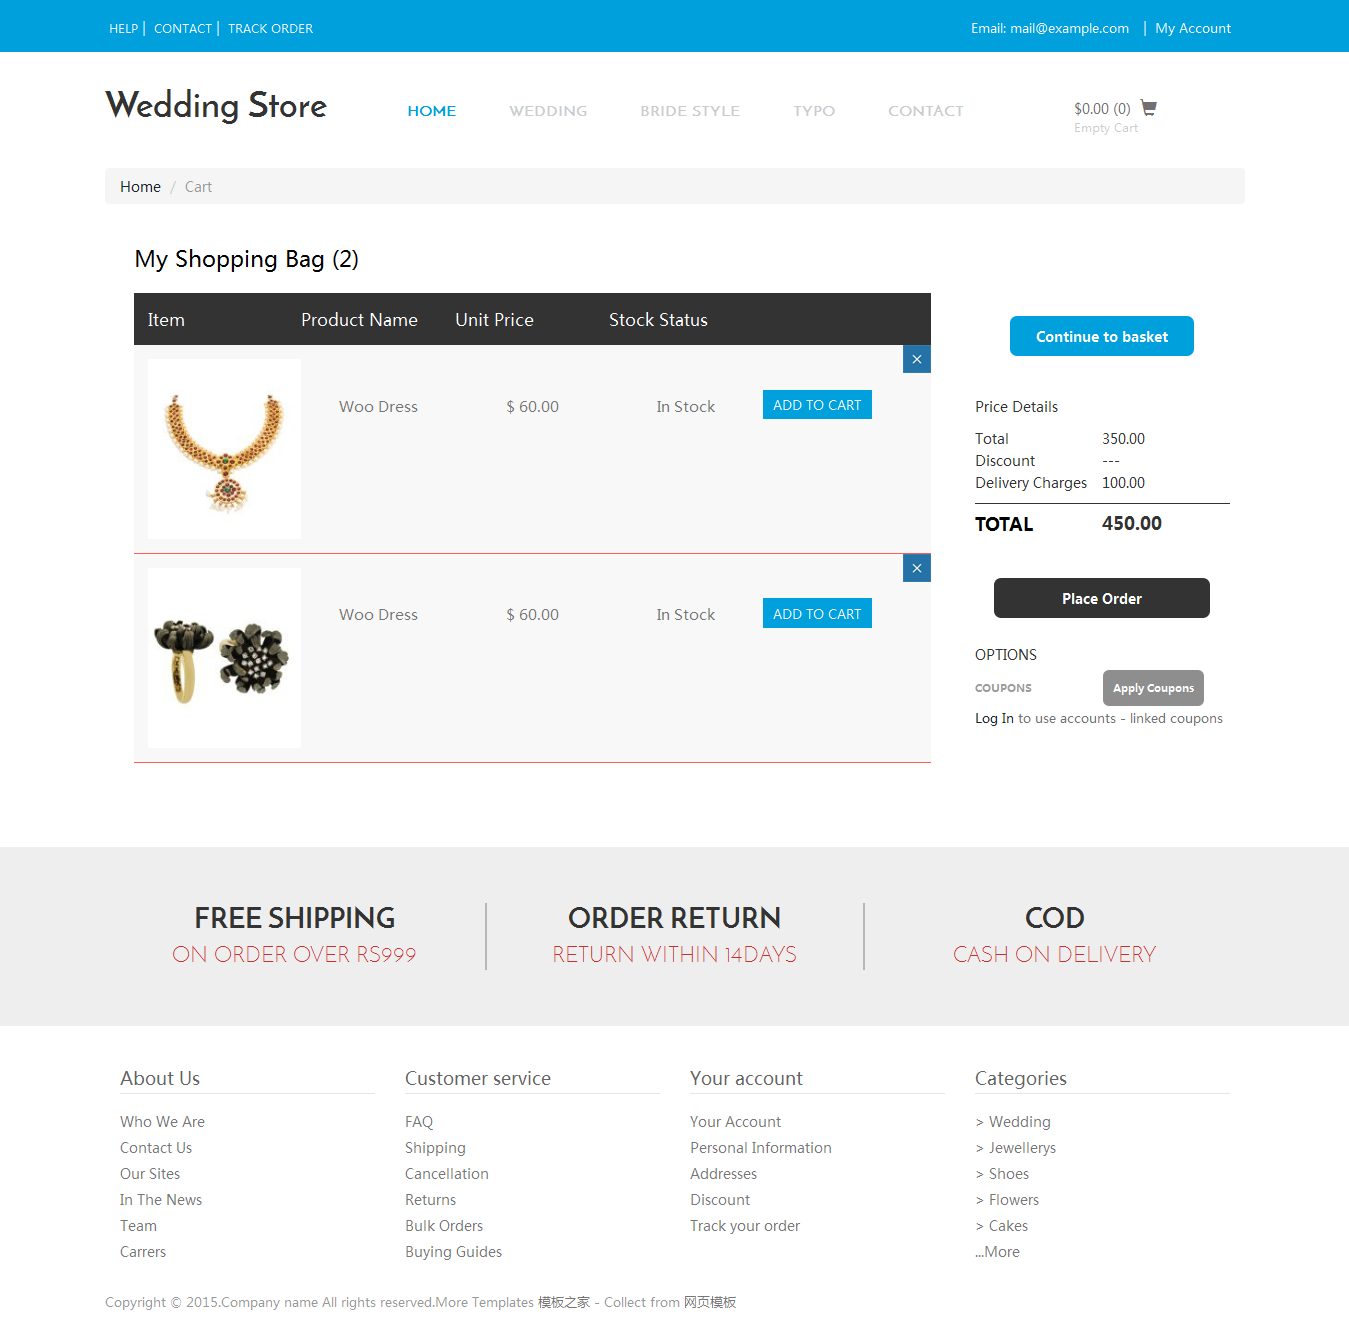 HELP | CONTACT | TRACK ORDER
Email: mail@example.com | My Account
Wedding Store
HOME WEDDING BRIDE STYLE TYPO CONTACT
$0.00 (0)
Empty Cart
Home / Cart
My Shopping Bag (2)
Item Product Name Unit Price Stock Status
×
Woo Dress $ 60.00 In Stock ADD TO CART
×
Woo Dress $ 60.00 In Stock ADD TO CART
Continue to basket
Price Details
Total 350.00
Discount ---
Delivery Charges 100.00
TOTAL 450.00
Place Order
OPTIONS
COUPONS Apply Coupons
Log In to use accounts - linked coupons
FREE SHIPPING
ON ORDER OVER RS999
ORDER RETURN
RETURN WITHIN 14DAYS
COD
CASH ON DELIVERY
About Us
Who We Are
Contact Us
Our Sites
In The News
Team
Carrers
Customer service
FAQ
Shipping
Cancellation
Returns
Bulk Orders
Buying Guides
Your account
Your Account
Personal Information
Addresses
Discount
Track your order
Categories
> Wedding
> Jewellerys
> Shoes
> Flowers
> Cakes
...More
Copyright © 2015.Company name All rights reserved.More Templates 模板之家 - Collect from 网页模板